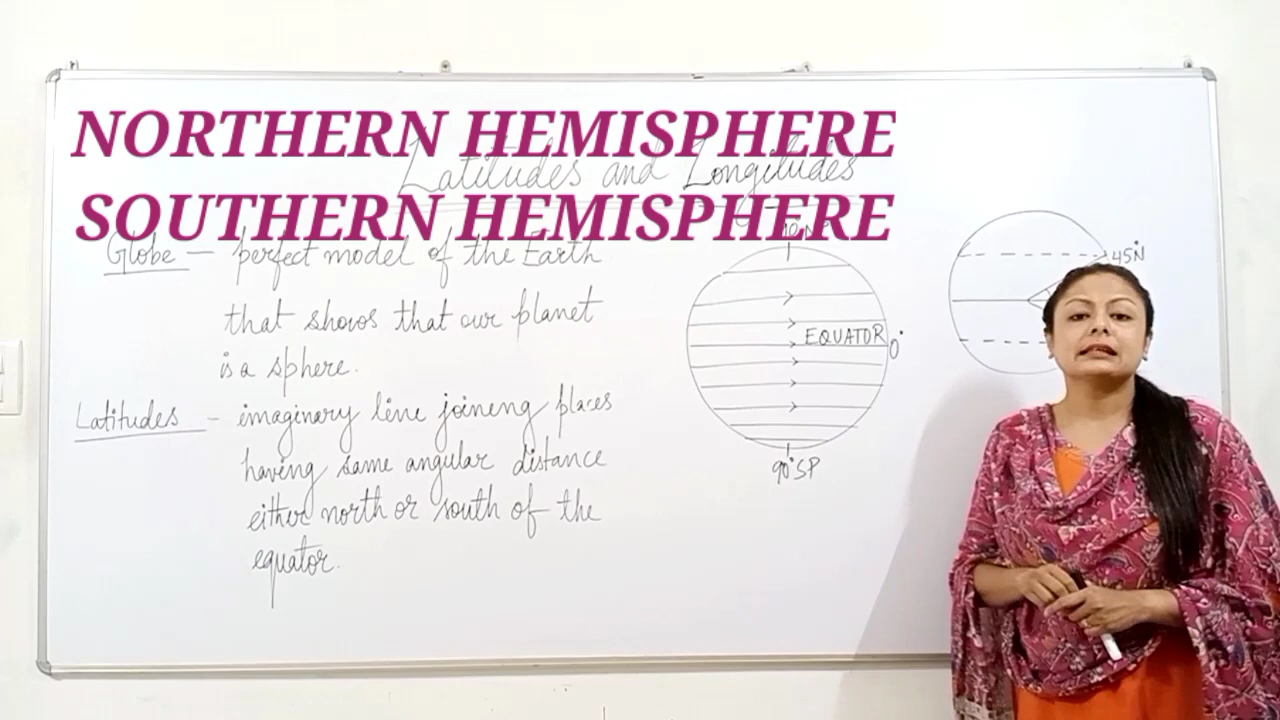 NORTHERN HEMISPHERE
SOUTHERN HEMISPHERE
Latitudes and Longitudes
Globe — perfect model of the Earth
that shows that our planet
is a sphere.
Latitudes - imaginary line joineng places
having same angular distance
either north or south of the
equator.
EQUATOR 0°
90° SP
45°N